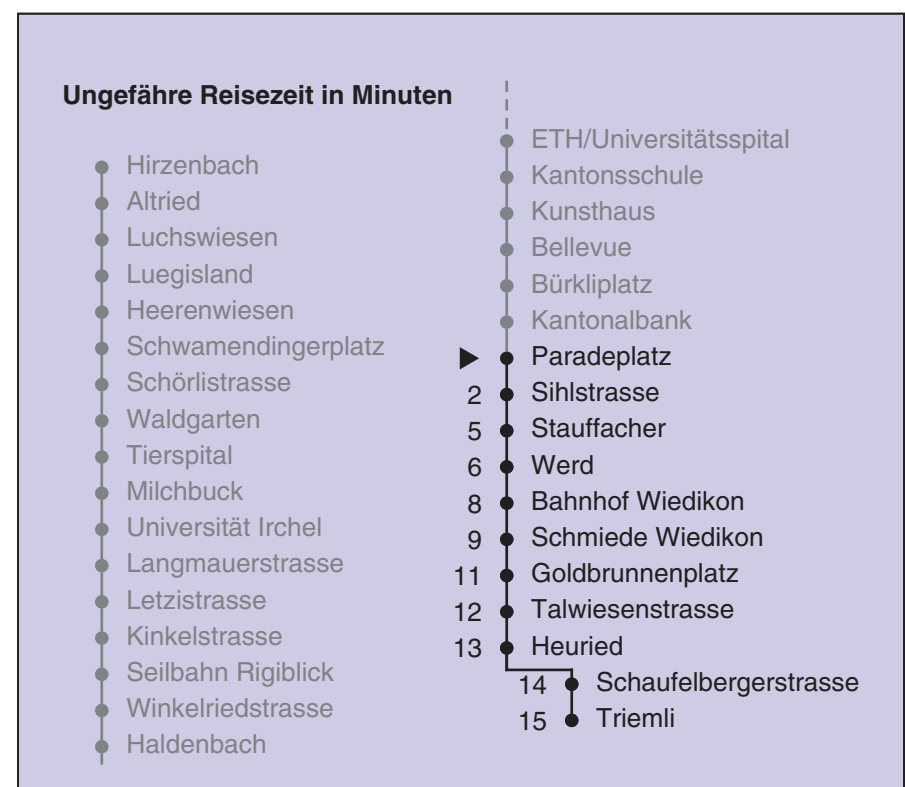 Ungefähre Reisezeit in Minuten
Hirzenbach
Altried
Luchswiesen
Luegisland
Heerenwiesen
Schwamendingerplatz
Schörlistrasse
Waldgarten
Tierspital
Milchbuck
Universität Irchel
Langmauerstrasse
Letzistrasse
Kinkelstrasse
Seilbahn Rigiblick
Winkelriedstrasse
Haldenbach
ETH/Universitätsspital
Kantonsschule
Kunsthaus
Bellevue
Bürkliplatz
Kantonalbank
Paradeplatz
2 Sihlstrasse
5 Stauffacher
6 Werd
8 Bahnhof Wiedikon
9 Schmiede Wiedikon
11 Goldbrunnenplatz
12 Talwiesenstrasse
13 Heuried
14 Schaufelbergerstrasse
15 Triemli